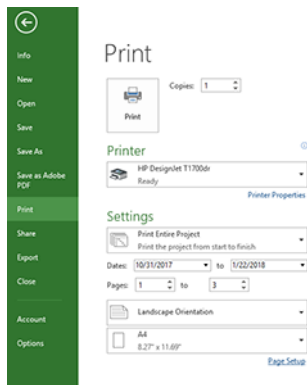 Info
New
Open
Save
Save As
Save as Adobe
PDF
Print
Share
Export
Close
Account
Options
Print
Copies: 1
Print
Printer
HP DesignJet T1700dr
Ready
Printer Properties
Settings
Print Entire Project
Print the project from start to finish
Dates: 10/31/2017 to 1/22/2018
Pages: 1 to 3
Landscape Orientation
A4
8.27" x 11.69"
Page Setup